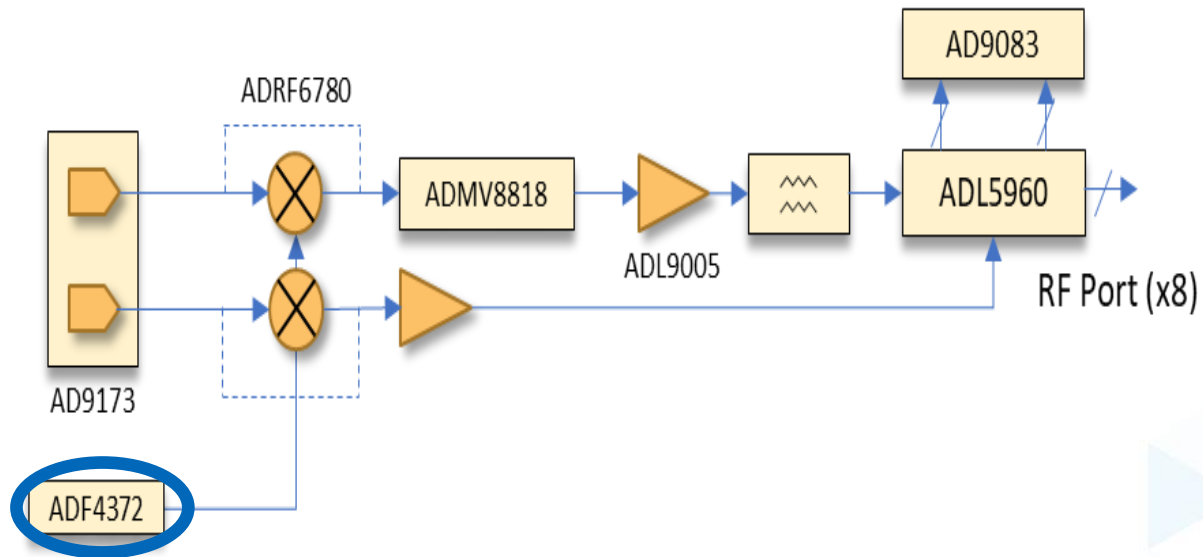 AD9083
ADRF6780
ADMV8818
ADL5960
ADL9005
RF Port (x8)
AD9173
ADF4372